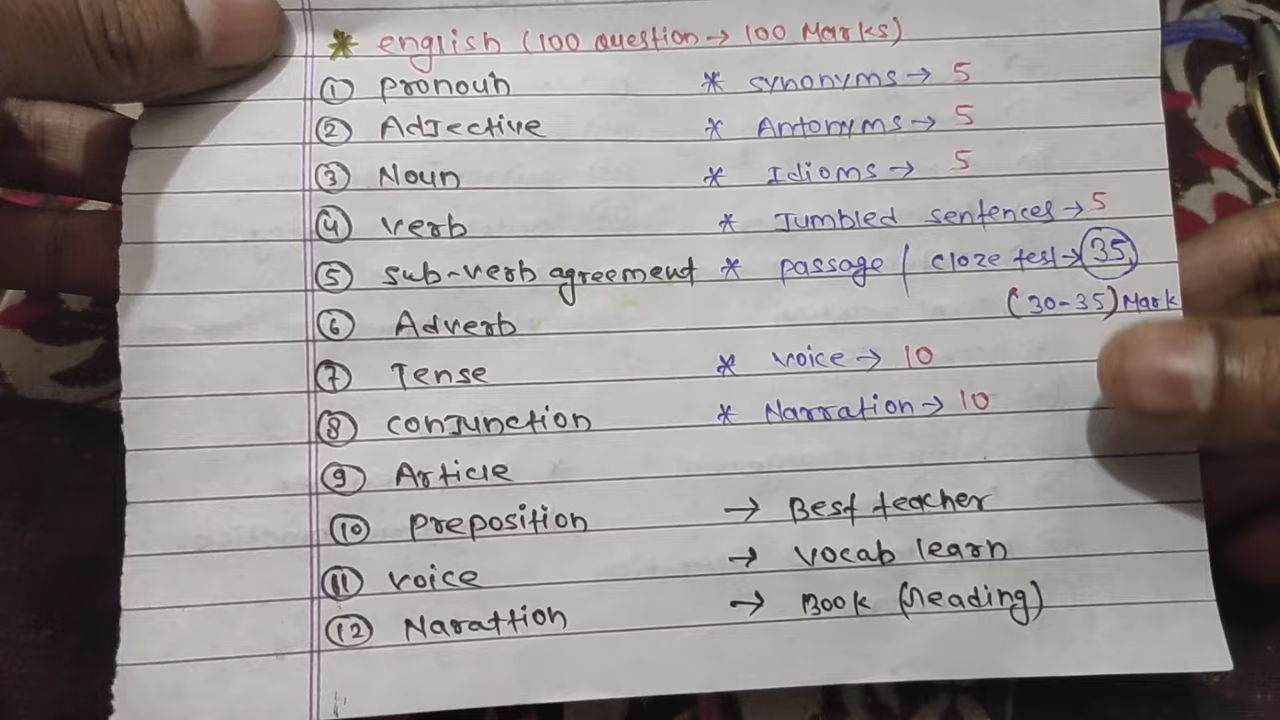 * english (100 question → 100 Marks)
① pronoun * synonyms → 5
② Adjective * Antonyms → 5
③ Noun * Idioms → 5
④ verb * Jumbled sentences → 5
⑤ sub-verb agreement * passage / cloze test → 35
(30-35) Mark
⑥ Adverb
⑦ Tense * voice → 10
⑧ conjunction * Narration → 10
⑨ Article
⑩ preposition → Best teacher
⑪ voice → vocab learn
⑫ Narattion → Book (reading)